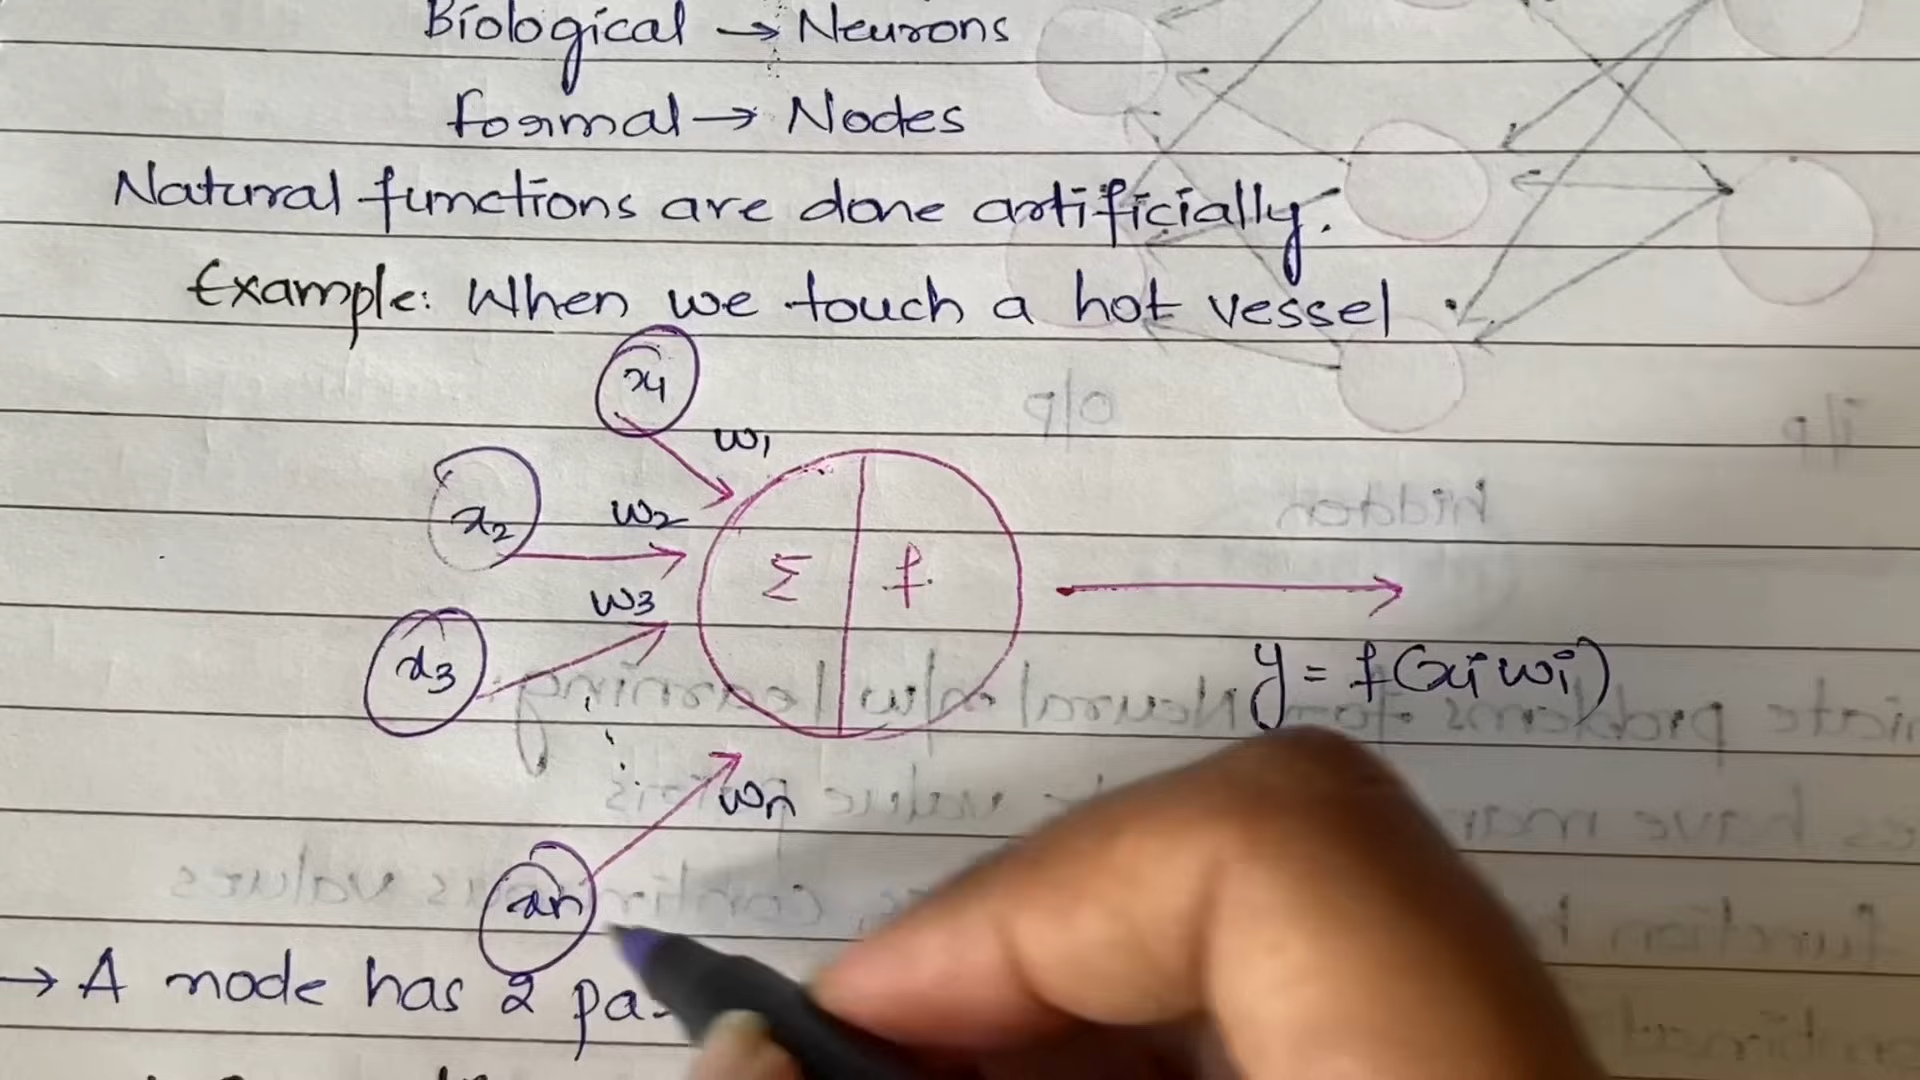 Biological → Neurons
formal → Nodes
Natural functions are done artificially.
Example: When we touch a hot vessel.
x1
w1
x2
w2
w3
x3
Σ f
y = f(xi wi)
wn
xn
→ A node has 2